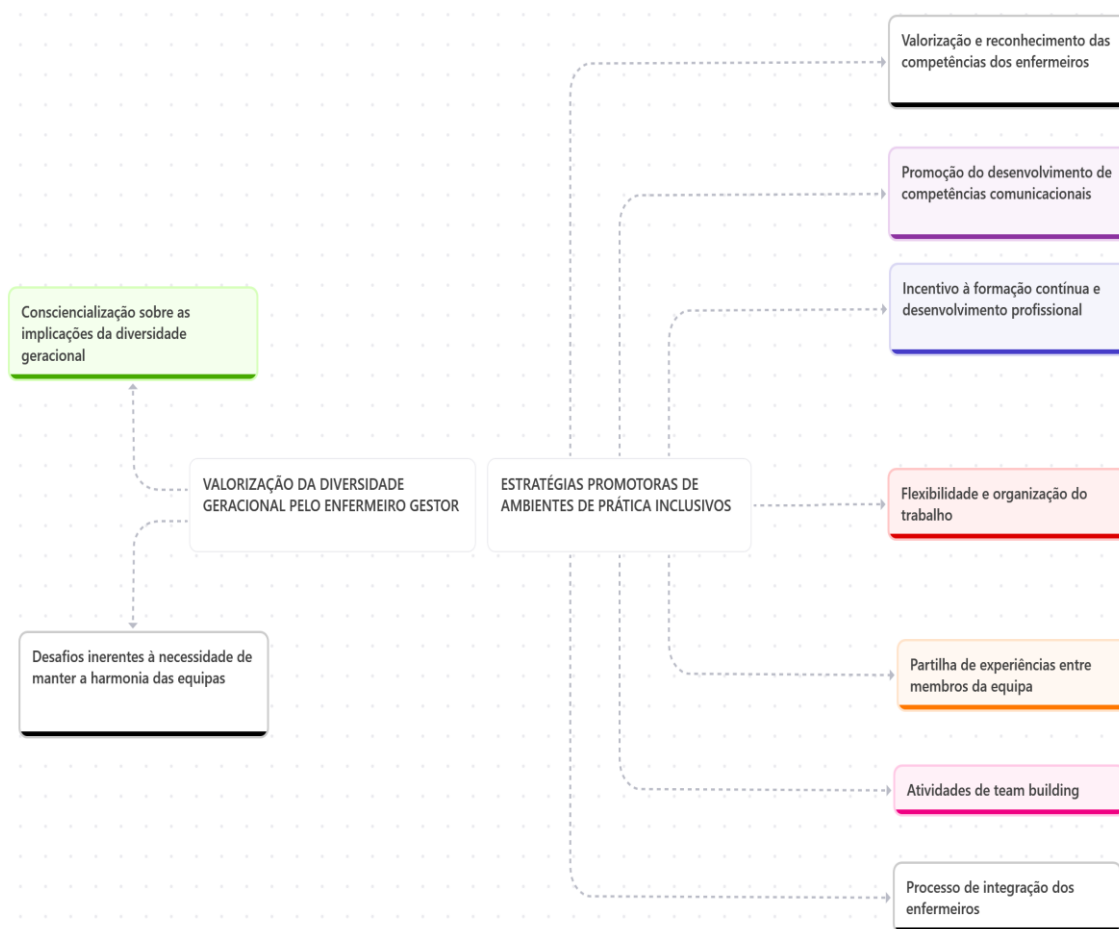 Valorização e reconhecimento das
competências dos enfermeiros
Promoção do desenvolvimento de
competências comunicacionais
Incentivo à formação contínua e
desenvolvimento profissional
Consciencialização sobre as
implicações da diversidade
geracional
VALORIZAÇÃO DA DIVERSIDADE
GERACIONAL PELO ENFERMEIRO GESTOR
ESTRATÉGIAS PROMOTORAS DE
AMBIENTES DE PRÁTICA INCLUSIVOS
Flexibilidade e organização do
trabalho
Desafios inerentes à necessidade de
manter a harmonia das equipas
Partilha de experiências entre
membros da equipa
Atividades de team building
Processo de integração dos
enfermeiros